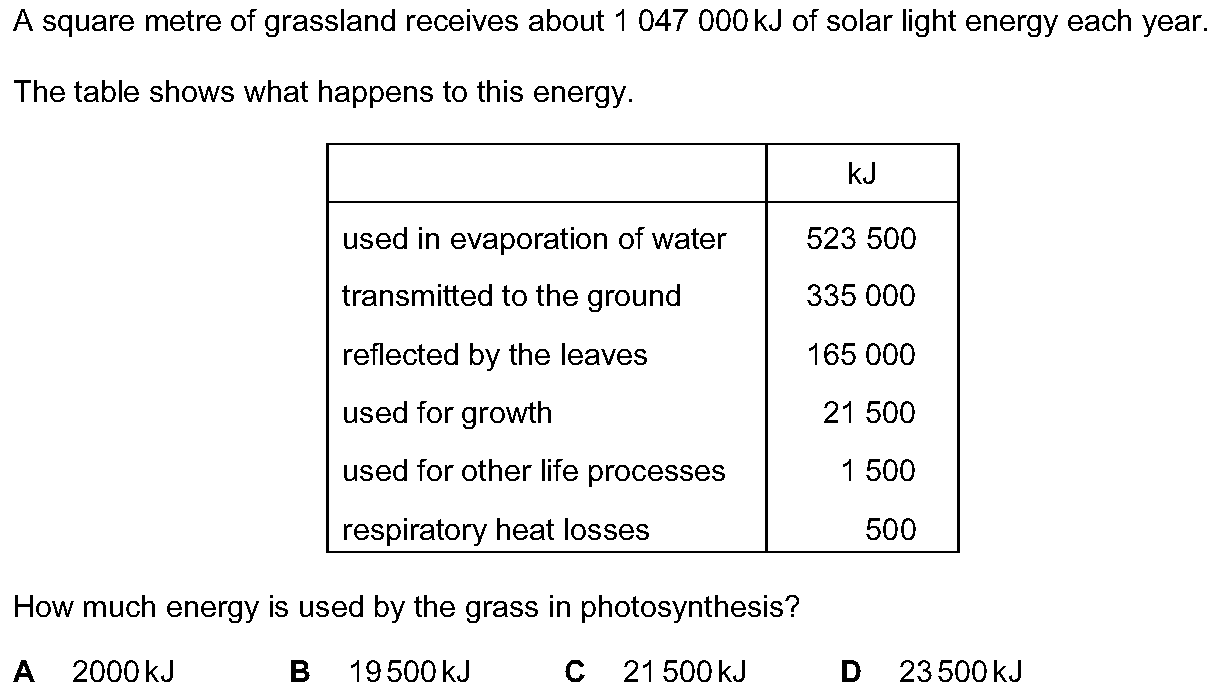 A square metre of grassland receives about 1 047 000 kJ of solar light energy each year.
The table shows what happens to this energy.
kJ
used in evaporation of water 523 500
transmitted to the ground 335 000
reflected by the leaves 165 000
used for growth 21 500
used for other life processes 1 500
respiratory heat losses 500
How much energy is used by the grass in photosynthesis?
A 2000 kJ B 19 500 kJ C 21 500 kJ D 23 500 kJ